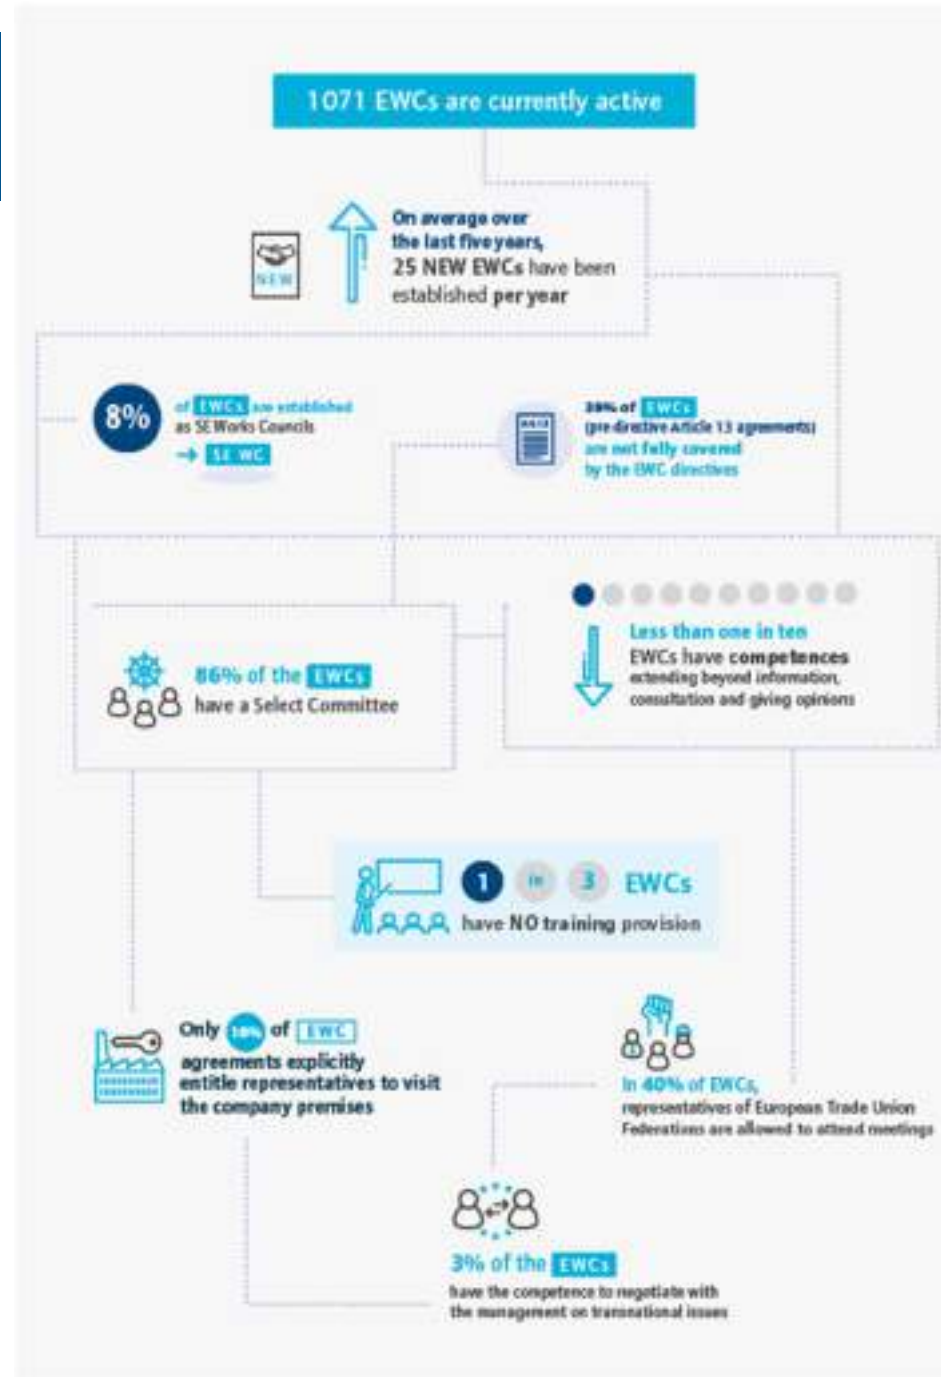 1071 EWCs are currently active
On average over
the last five years,
25 NEW EWCs have been
established per year
NEW
8%
of EWCs are established
as SE Works Councils
→ SE WC
of EWCs
(pre directive Article 13 agreements)
are not fully covered
by the EWC directives
86% of the EWCs
have a Select Committee
Less than one in ten
EWCs have competences
extending beyond information,
consultation and giving opinions
1 in 3 EWCs
have NO training provision
Only of EWC
agreements explicitly
entitle representatives to visit
the company premises
In 40% of EWCs,
representatives of European Trade Union
Federations are allowed to attend meetings
3% of the EWCs
have the competence to negotiate with
the management on transnational issues